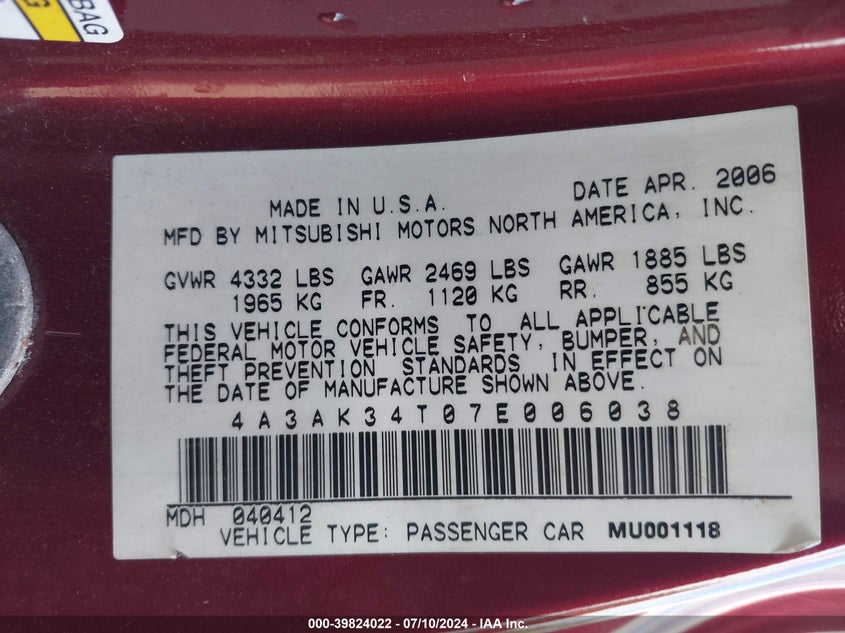 BAG
G
DATE APR. 2006
MADE IN U.S.A.
MFD BY MITSUBISHI MOTORS NORTH AMERICA, INC.
GVWR 4332 LBS GAWR 2469 LBS GAWR 1885 LBS
1965 KG FR. 1120 KG RR. 855 KG
THIS VEHICLE CONFORMS TO ALL APPLICABLE
FEDERAL MOTOR VEHICLE SAFETY, BUMPER, AND
THEFT PREVENTION STANDARDS IN EFFECT ON
THE DATE OF MANUFACTURE SHOWN ABOVE.
4A3AK34T07E006038
MDH 040412
VEHICLE TYPE: PASSENGER CAR MU001118
000-39824022 - 07/10/2024 - IAA Inc.